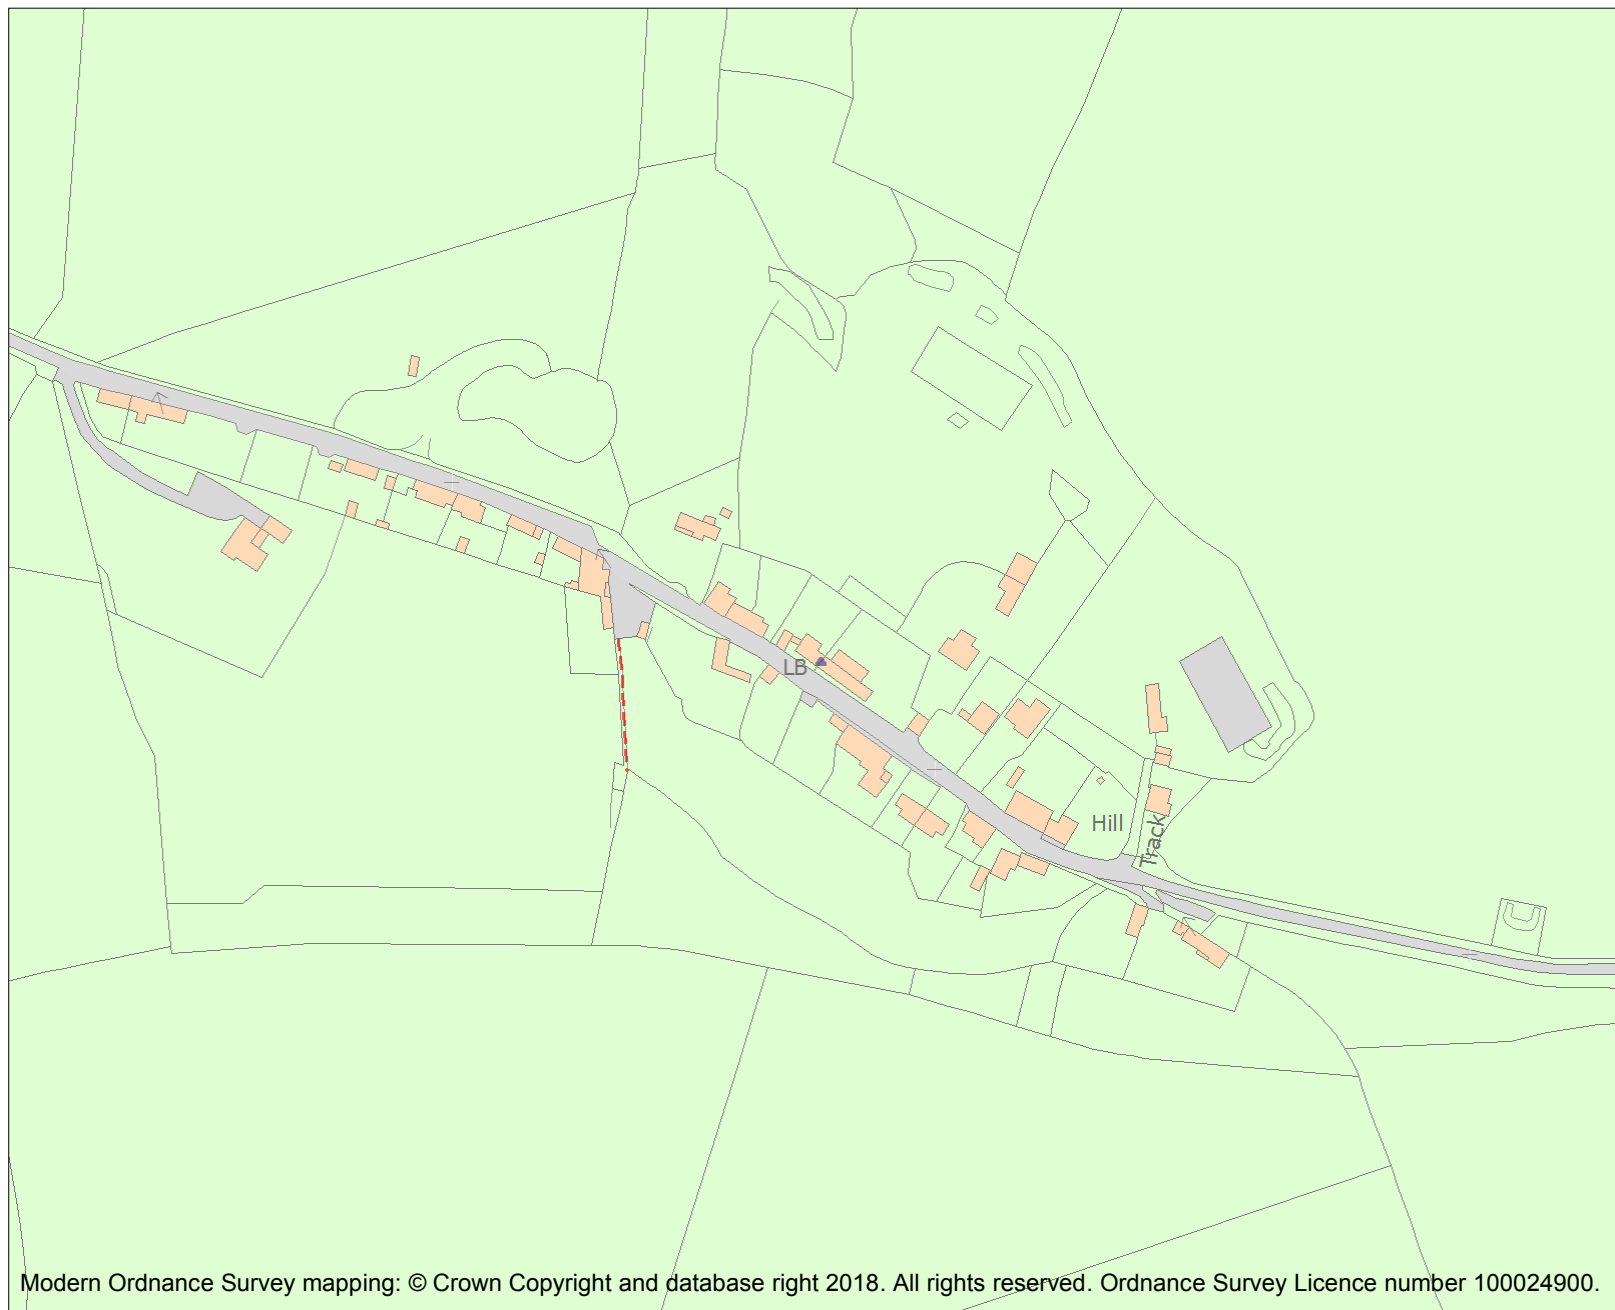 LB
Hill
Track
Modern Ordnance Survey mapping: © Crown Copyright and database right 2018. All rights reserved. Ordnance Survey Licence number 100024900.